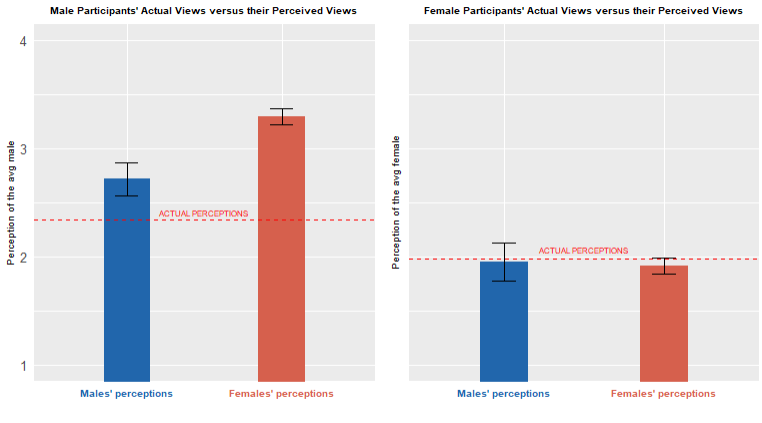 Male Participants' Actual Views versus their Perceived Views
Perception of the avg male
4
3
2
1
ACTUAL PERCEPTIONS
Males' perceptions
Females' perceptions
Female Participants' Actual Views versus their Perceived Views
Perception of the avg female
ACTUAL PERCEPTIONS
Males' perceptions
Females' perceptions